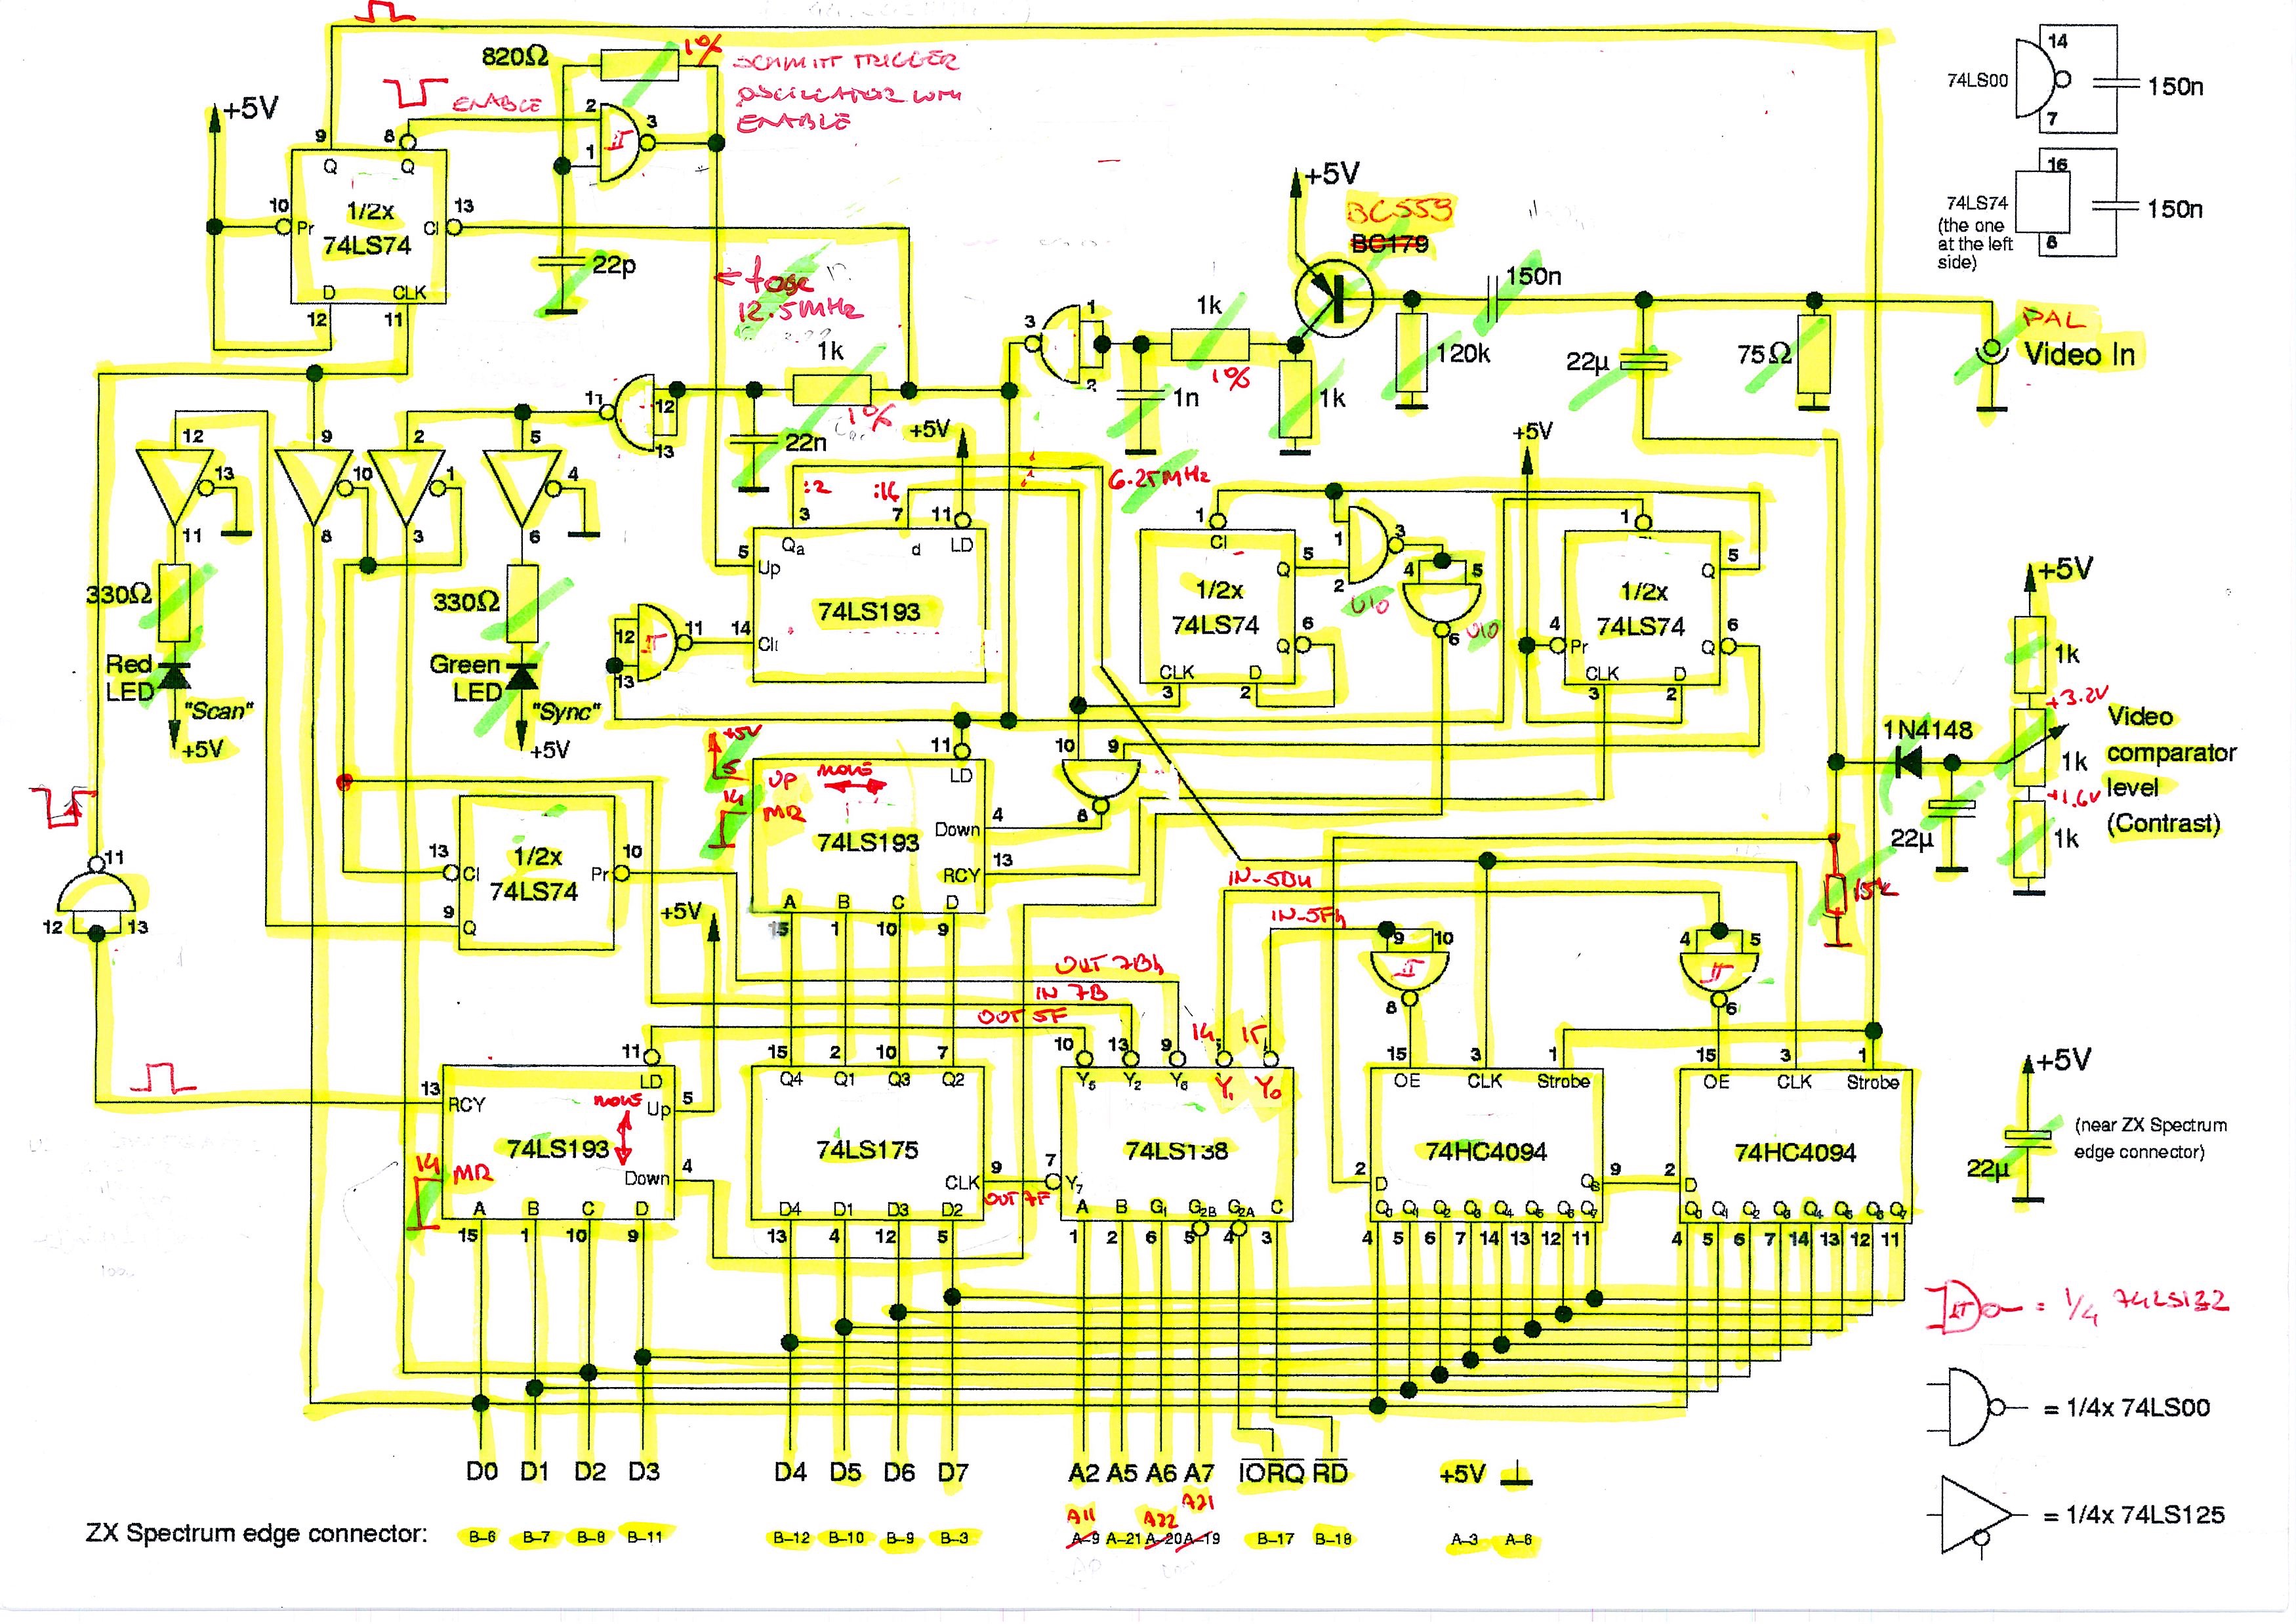 820Ω
1%
SCHMITT TRIGGER
OSCILLATOR WITH
ENABLE
ENABLE
+5V
9
8
2
3
1
Q
Q
10
Pr
1/2x
74LS74
Cl
13
D
CLK
12
11
22p
fosc
12.5MHz
14
74LS00
150n
7
16
74LS74
(the one
at the left
side)
150n
8
+5V
BC559
BC179
150n
1k
1%
3
1
2
1n
1k
120k
22µ
75Ω
PAL
Video In
1k
1%
11
12
13
22n
+5V
+5V
12
13
11
9
10
8
2
1
3
5
4
6
:2
:16
6.25MHz
3
7
11
Qa
d
LD
5
Up
74LS193
14
Cl
12
13
11
1
Cl
5
Q
1/2x
74LS74
6
Q
CLK
D
3
2
1
2
3
4
5
6
U10
U10
1
5
Q
1/2x
74LS74
4
Pr
6
Q
CLK
D
3
2
330Ω
330Ω
Red
LED
"Scan"
+5V
Green
LED
"Sync"
+5V
+5V
1k
+3.2V
Video
comparator
level
(Contrast)
1k
+1.6V
1k
1N4148
22µ
15k
+5V
5
UP
MOVE
14
MR
11
LD
74LS193
4
Down
13
RCY
A
B
C
D
15
1
10
9
10
9
8
13
Cl
1/2x
74LS74
Pr
10
9
Q
+5V
11
12
13
IN-5Bh
IN-5Fh
OUT 7Bh
IN 7B
OUT 5F
9
10
8
4
5
6
13
RCY
11
LD
MOVE
Up
5
74LS193
14
MR
Down
4
A
B
C
D
15
1
10
9
15
2
10
7
Q4
Q1
Q3
Q2
74LS175
CLK
9
OUT 7F
D4
D1
D3
D2
13
4
12
5
10
13
9
14
15
Y5
Y2
Y6
Y1
Y0
74LS138
7
Y7
A
B
G1
G2B
G2A
C
1
2
6
5
4
3
15
3
1
OE
CLK
Strobe
74HC4094
2
D
QS
9
Q0 Q1 Q2 Q3 Q4 Q5 Q6 Q7
4 5 6 7 14 13 12 11
15
3
1
OE
CLK
Strobe
74HC4094
2
D
Q0 Q1 Q2 Q3 Q4 Q5 Q6 Q7
4 5 6 7 14 13 12 11
+5V
22µ
(near ZX Spectrum
edge connector)
= 1/4 74LS132
= 1/4x 74LS00
= 1/4x 74LS125
D0 D1 D2 D3 D4 D5 D6 D7 A2 A5 A6 A7 IORQ RD +5V
A11 A22 A21
ZX Spectrum edge connector: B-6 B-7 B-8 B-11 B-12 B-10 B-9 B-3 A-9 A-21 A-20 A-19 B-17 B-18 A-3 A-6